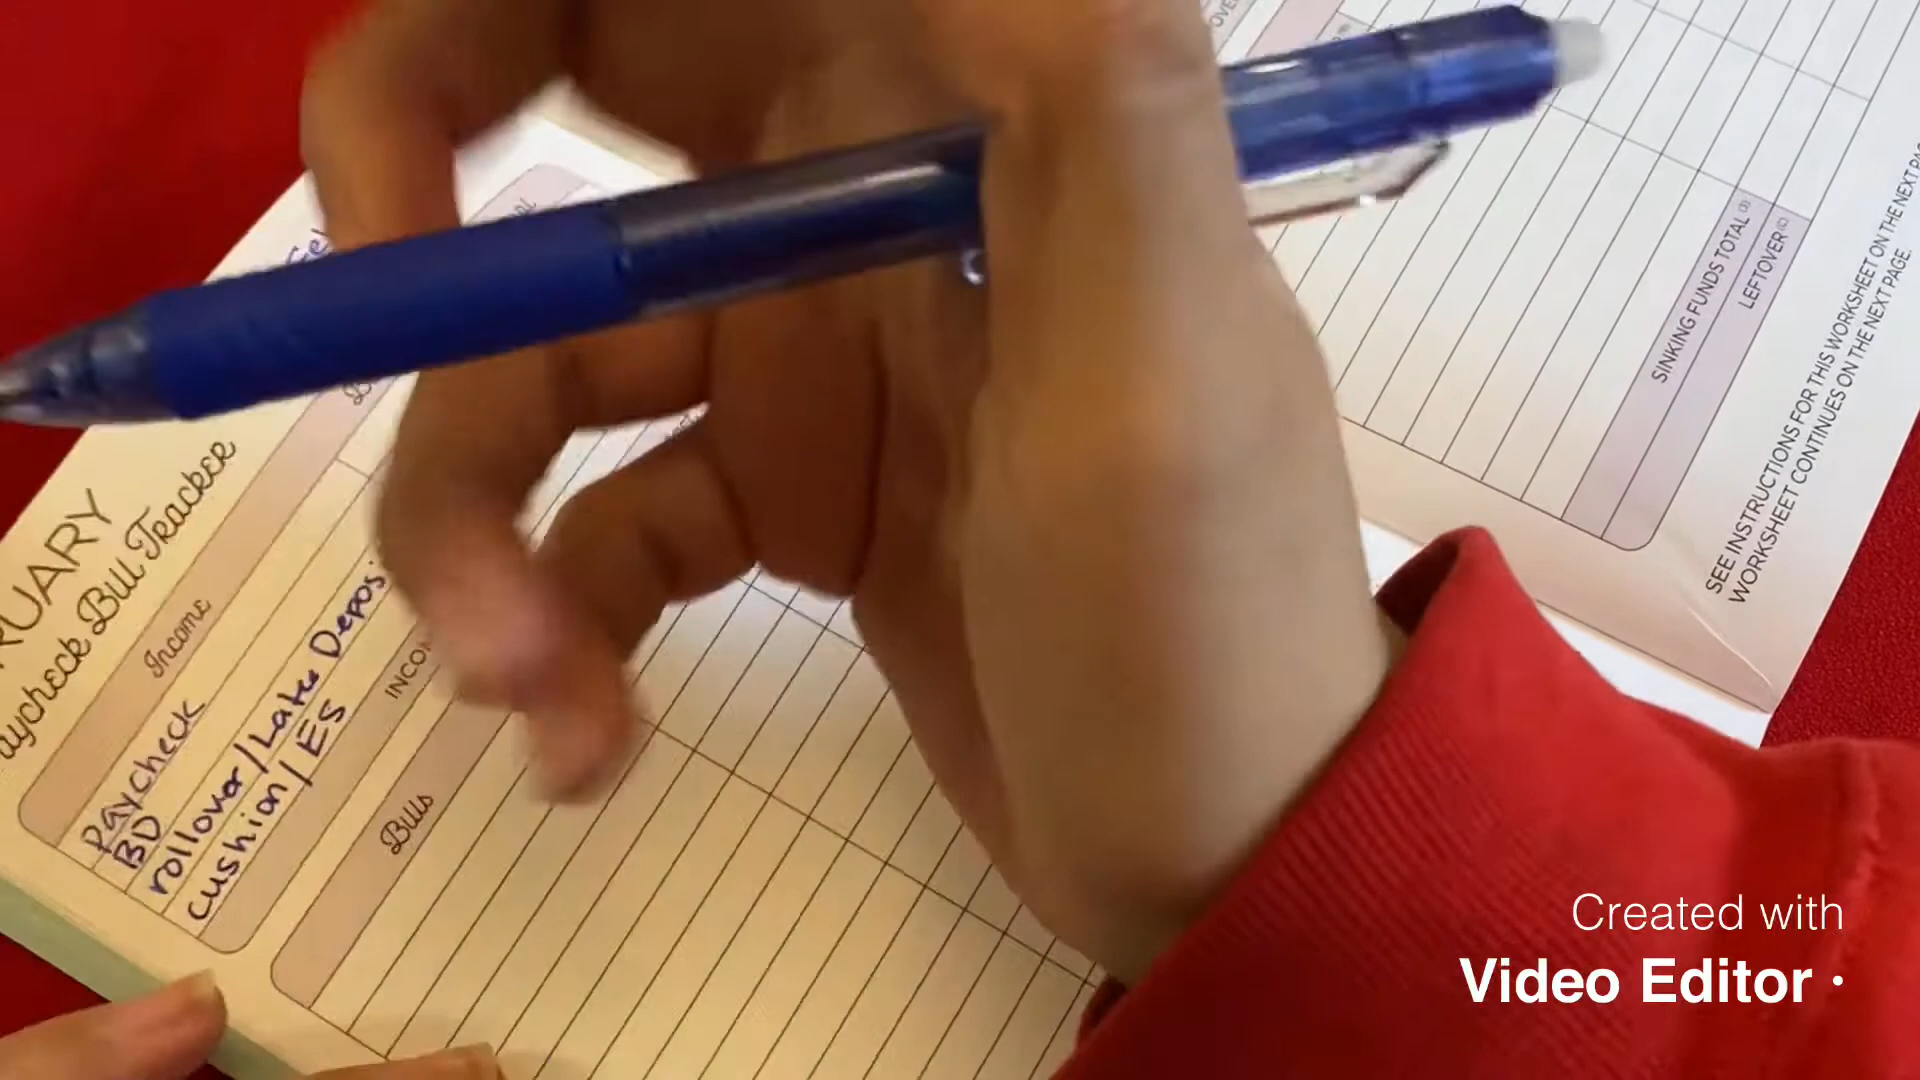 RUARY
aycheck Bill Tracker
Income
Paycheck
BD
rollover/Late Depos
cushion/ES
INCO
Bills
SINKING FUNDS TOTAL
LEFTOVER
SEE INSTRUCTIONS FOR THIS WORKSHEET ON THE NEXT PA
WORKSHEET CONTINUES ON THE NEXT PAGE.
Created with
Video Editor